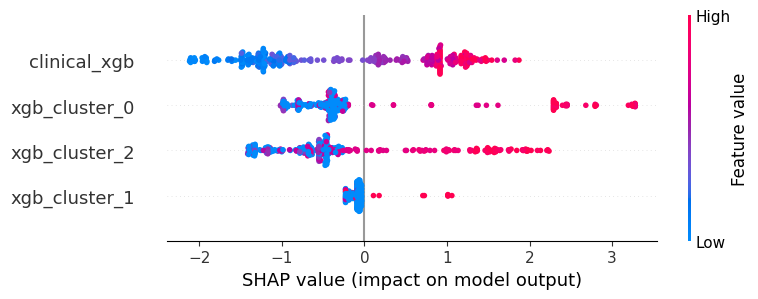 High
clinical_xgb
xgb_cluster_0
xgb_cluster_2
xgb_cluster_1
Feature value
Low
−2 −1 0 1 2 3
SHAP value (impact on model output)